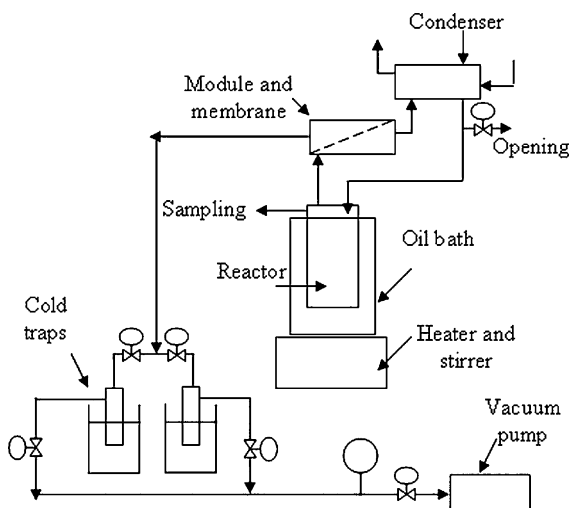 Condenser
Module and
membrane
Opening
Sampling
Oil bath
Reactor
Cold
traps
Heater and
stirrer
Vacuum
pump